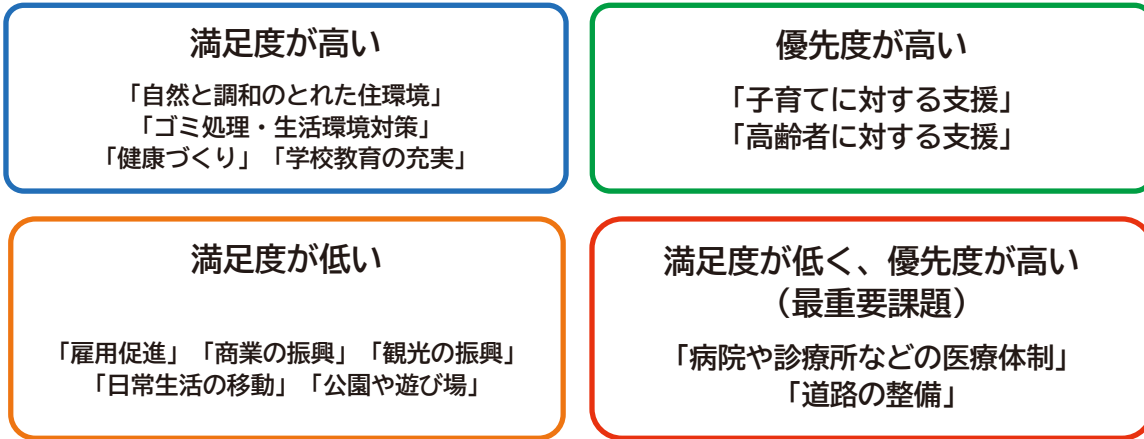 満足度が高い
「自然と調和のとれた住環境」
「ゴミ処理・生活環境対策」
「健康づくり」「学校教育の充実」
優先度が高い
「子育てに対する支援」
「高齢者に対する支援」
満足度が低い
「雇用促進」「商業の振興」「観光の振興」
「日常生活の移動」「公園や遊び場」
満足度が低く、優先度が高い
（最重要課題）
「病院や診療所などの医療体制」
「道路の整備」